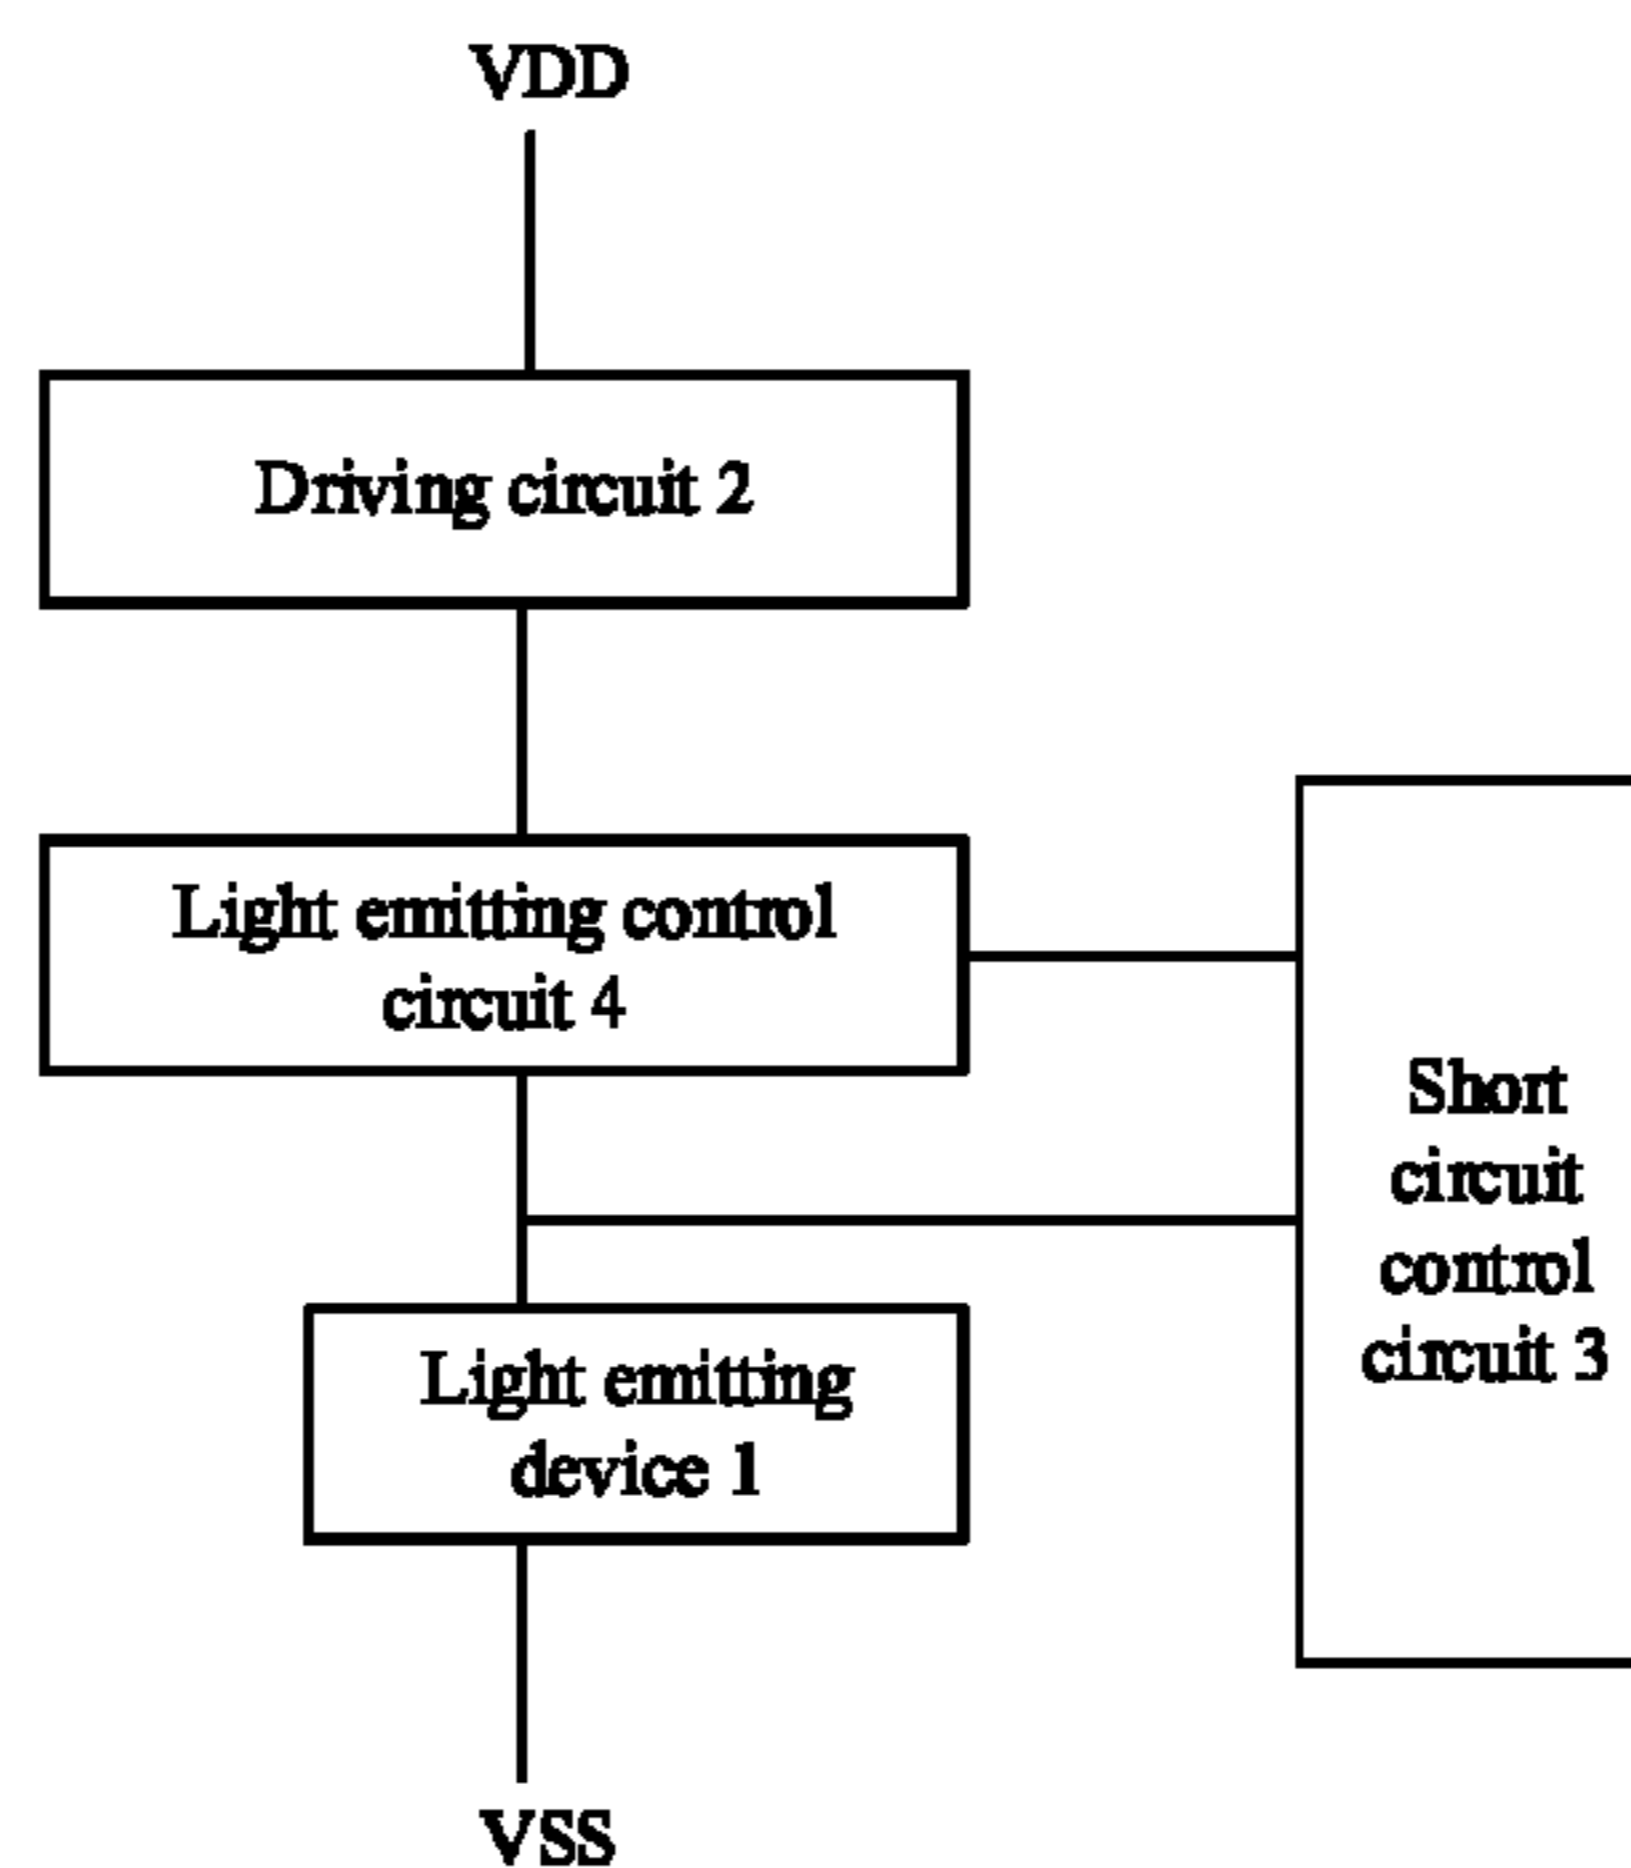 VDD
Driving circuit 2
Light emitting control
circuit 4
Short
circuit
control
circuit 3
Light emitting
device 1
VSS